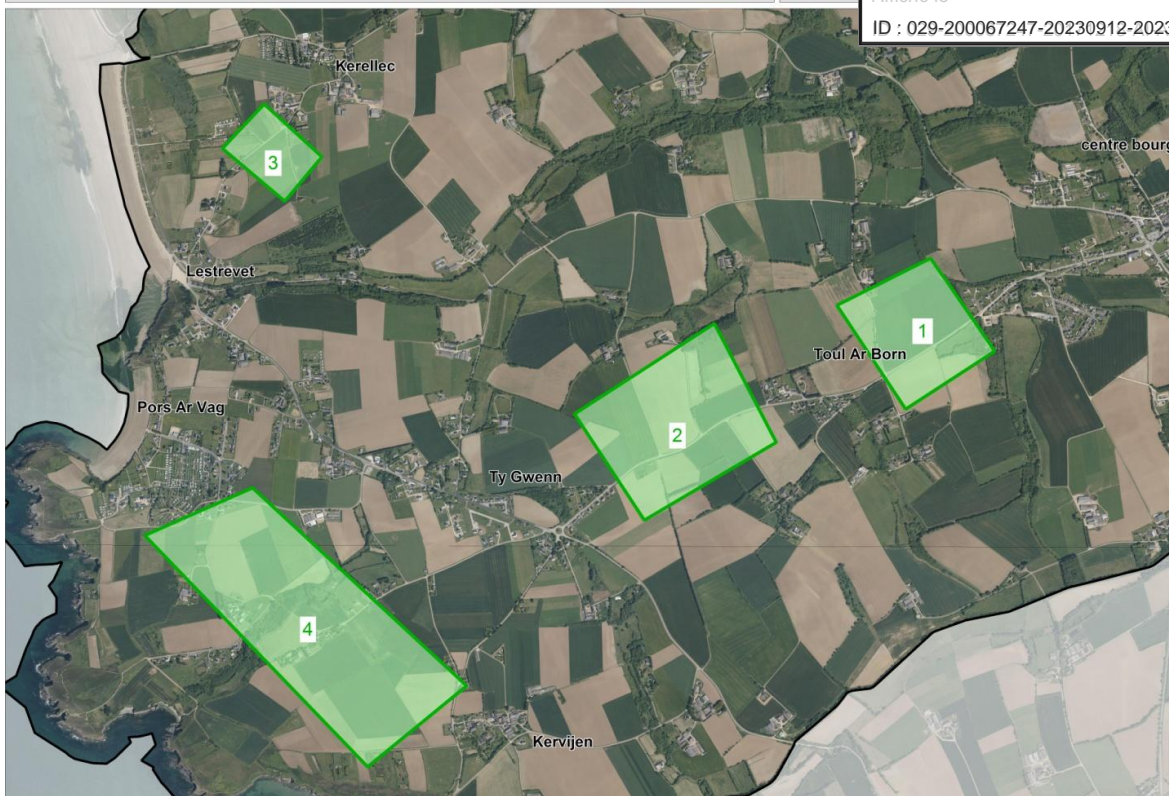 ID : 029-200067247-20230912-2023
Kerellec
centre bourg
3
Lestrevet
1
Toul Ar Born
Pors Ar Vag
2
Ty Gwenn
4
Kervijen